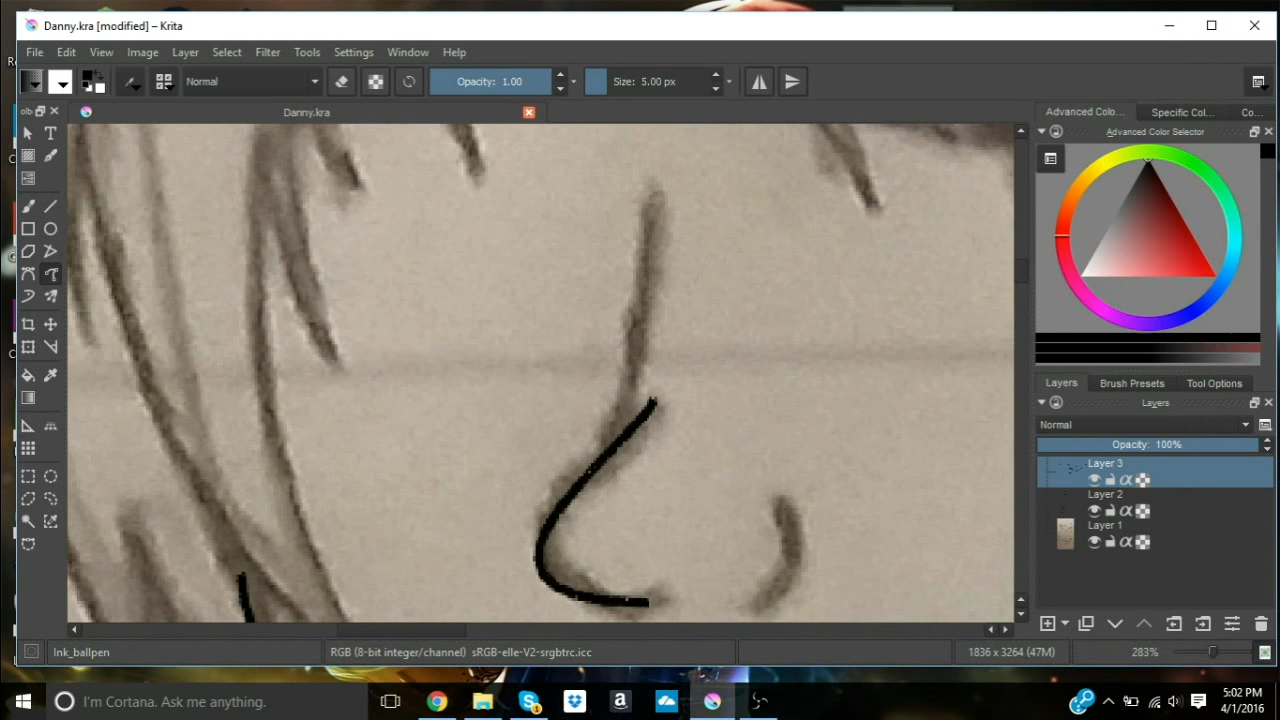 Danny.kra [modified] – Krita
File Edit View Image Layer Select Filter Tools Settings Window Help
Normal Opacity: 1.00 Size: 5.00 px
Danny.kra
Advanced Colo... Specific Col... Co...
Advanced Color Selector
Layers Brush Presets Tool Options
Layers
Normal
Opacity: 100%
Layer 3
Layer 2
Layer 1
Ink_ballpen RGB (8-bit integer/channel) sRGB-elle-V2-srgbtrc.icc 1836 x 3264 (47M) 283%
I'm Cortana. Ask me anything. 5:02 PM
4/1/2016